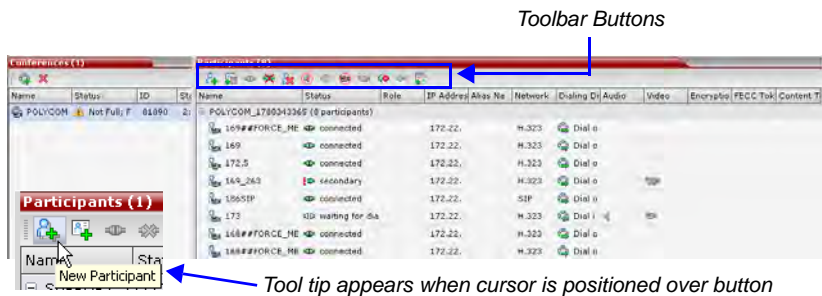 Toolbar Buttons
Conferences (1)
Participants (8)
Name Status ID Sta
Name Status Role IP Addres Alias Ne Network Dialing Di Audio Video Encryptio FECC Tok Content T
POLYCOM Not Full; F 81890 2:
POLYCOM_1780343365 (8 participants)
169##FORCE_ME connected 172.22. H.323 Dial o
169 connected 172.22. H.323 Dial o
172.5 connected 172.22. H.323 Dial o
169_263 secondary 172.22. H.323 Dial o
186SIP connected 172.22. SIP Dial o
173 waiting for dia 172.22. H.323 Dial i
168##FORCE_ME connected 172.22. H.323 Dial o
188##FORCE_ME connected 172.22. H.323 Dial o
Participants (1)
Name Sta
New Participant
Tool tip appears when cursor is positioned over button